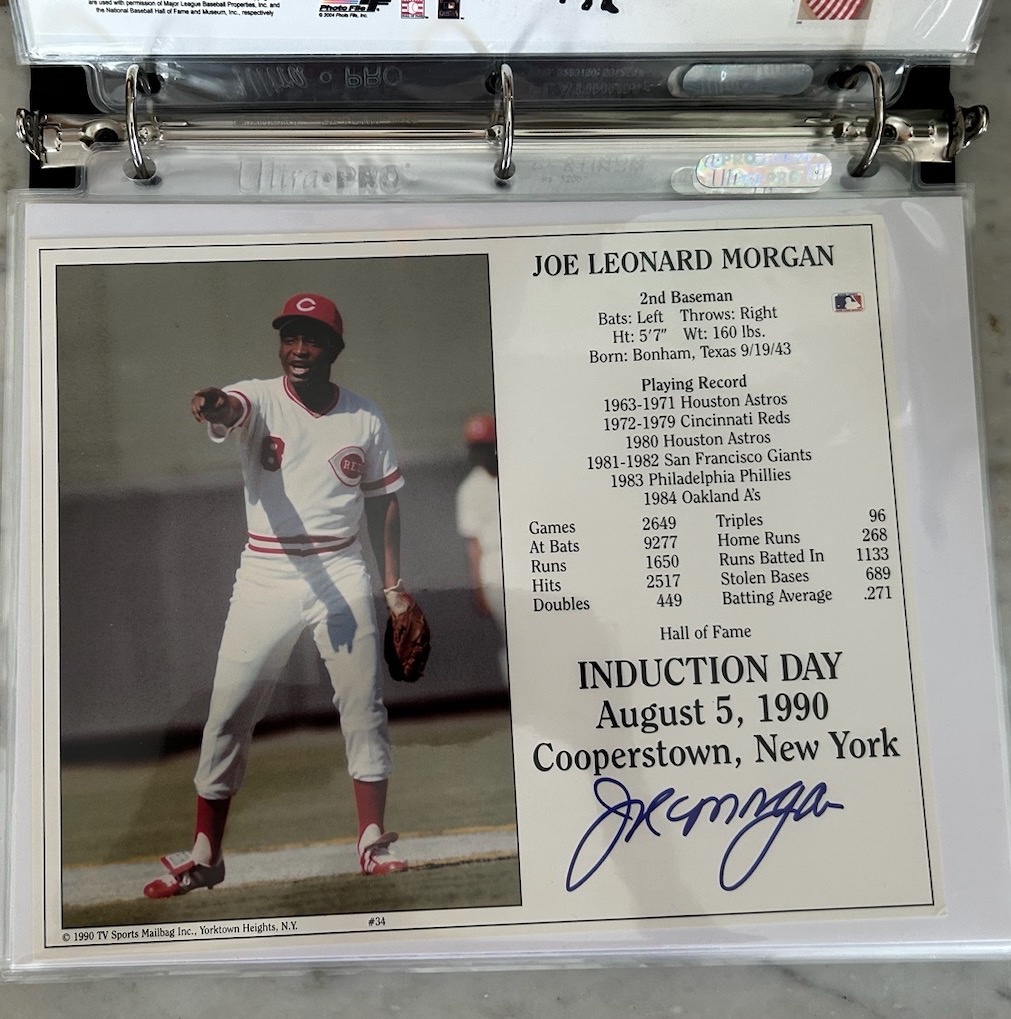 are used with permission of Major League Baseball Properties, Inc. and
the National Baseball Hall of Fame and Museum, Inc., respectively
Photo File
© 2004 Photo File, Inc.
Ultra • PRO
Ultra • PRO
PLATINUM
JOE LEONARD MORGAN
2nd Baseman
Bats: Left Throws: Right
Ht: 5'7" Wt: 160 lbs.
Born: Bonham, Texas 9/19/43
Playing Record
1963-1971 Houston Astros
1972-1979 Cincinnati Reds
1980 Houston Astros
1981-1982 San Francisco Giants
1983 Philadelphia Phillies
1984 Oakland A's
Games 2649 Triples 96
At Bats 9277 Home Runs 268
Runs 1650 Runs Batted In 1133
Hits 2517 Stolen Bases 689
Doubles 449 Batting Average .271
Hall of Fame
INDUCTION DAY
August 5, 1990
Cooperstown, New York
Joe Morgan
C
8
REDS
© 1990 TV Sports Mailbag Inc., Yorktown Heights, N.Y. #34